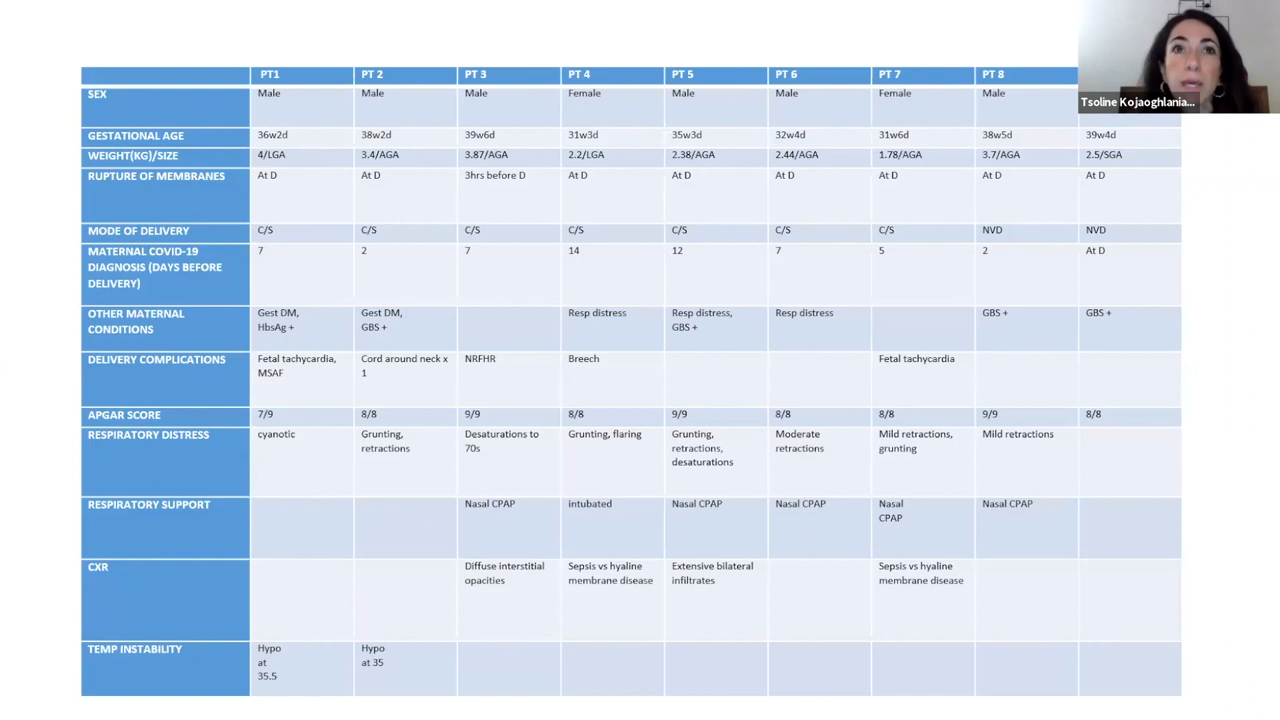 PT1 PT 2 PT 3 PT 4 PT 5 PT 6 PT 7 PT 8
Tsoline Kojaoghlania...
SEX Male Male Male Female Male Male Female Male
GESTATIONAL AGE 36w2d 38w2d 39w6d 31w3d 35w3d 32w4d 31w6d 38w5d 39w4d
WEIGHT(KG)/SIZE 4/LGA 3.4/AGA 3.87/AGA 2.2/LGA 2.38/AGA 2.44/AGA 1.78/AGA 3.7/AGA 2.5/SGA
RUPTURE OF MEMBRANES At D At D 3hrs before D At D At D At D At D At D At D
MODE OF DELIVERY C/S C/S C/S C/S C/S C/S C/S NVD NVD
MATERNAL COVID-19 7 2 7 14 12 7 5 2 At D
DIAGNOSIS (DAYS BEFORE
DELIVERY)
OTHER MATERNAL Gest DM, Gest DM, Resp distress Resp distress, Resp distress GBS + GBS +
CONDITIONS HbsAg + GBS + GBS +
DELIVERY COMPLICATIONS Fetal tachycardia, Cord around neck x NRFHR Breech Fetal tachycardia
MSAF 1
APGAR SCORE 7/9 8/8 9/9 8/8 9/9 8/8 8/8 9/9 8/8
RESPIRATORY DISTRESS cyanotic Grunting, Desaturations to Grunting, flaring Grunting, Moderate Mild retractions, Mild retractions
retractions 70s retractions, retractions grunting
desaturations
RESPIRATORY SUPPORT Nasal CPAP intubated Nasal CPAP Nasal CPAP Nasal Nasal CPAP
CPAP
CXR Diffuse interstitial Sepsis vs hyaline Extensive bilateral Sepsis vs hyaline
opacities membrane disease infiltrates membrane disease
TEMP INSTABILITY Hypo Hypo
at at 35
35.5